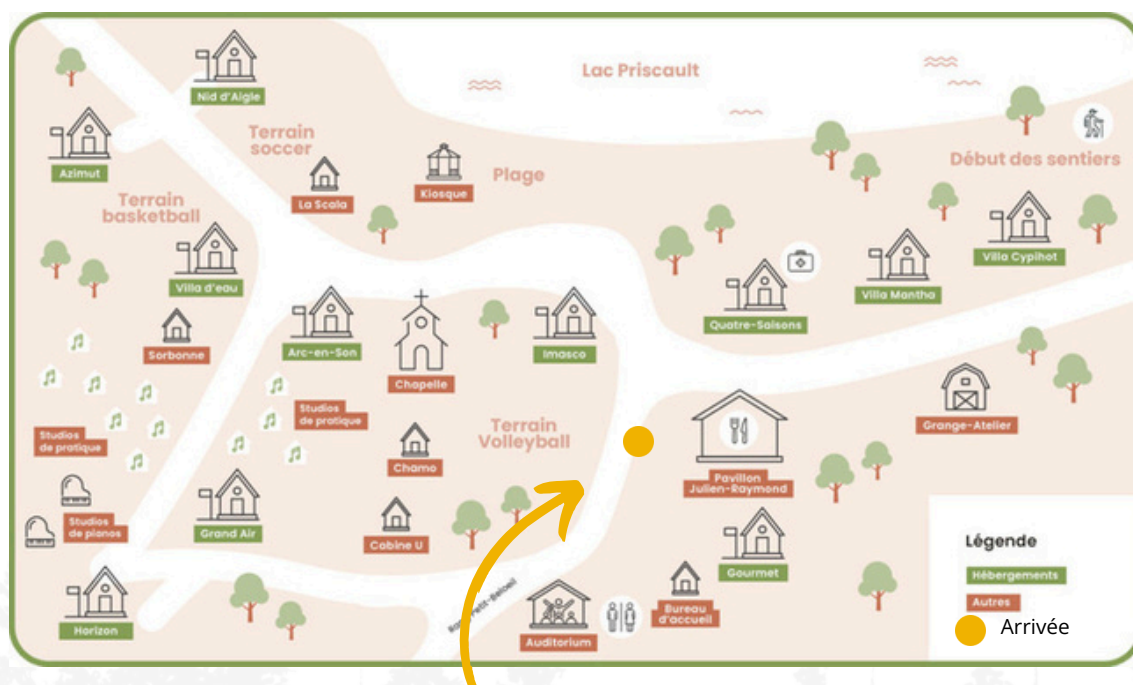 Lac Priscault
Nid d'Aigle
Terrain
soccer
Début des sentiers
Azimut
La Scala
Kiosque
Plage
Terrain
basketball
Villa Cypihot
Villa d'eau
Villa Mantha
Quatre-Saisons
Sorbonne
Arc-en-Son
Chapelle
Imasco
Studios
de pratique
Studios
de pratique
Terrain
Volleyball
Grange-Atelier
Chamo
Pavillon
Julien-Raymond
Studios
de pianos
Grand Air
Cabine U
Gourmet
Légende
Hébergements
Autres
Arrivée
Horizon
Petit-Beloeil
Auditorium
Bureau
d'accueil